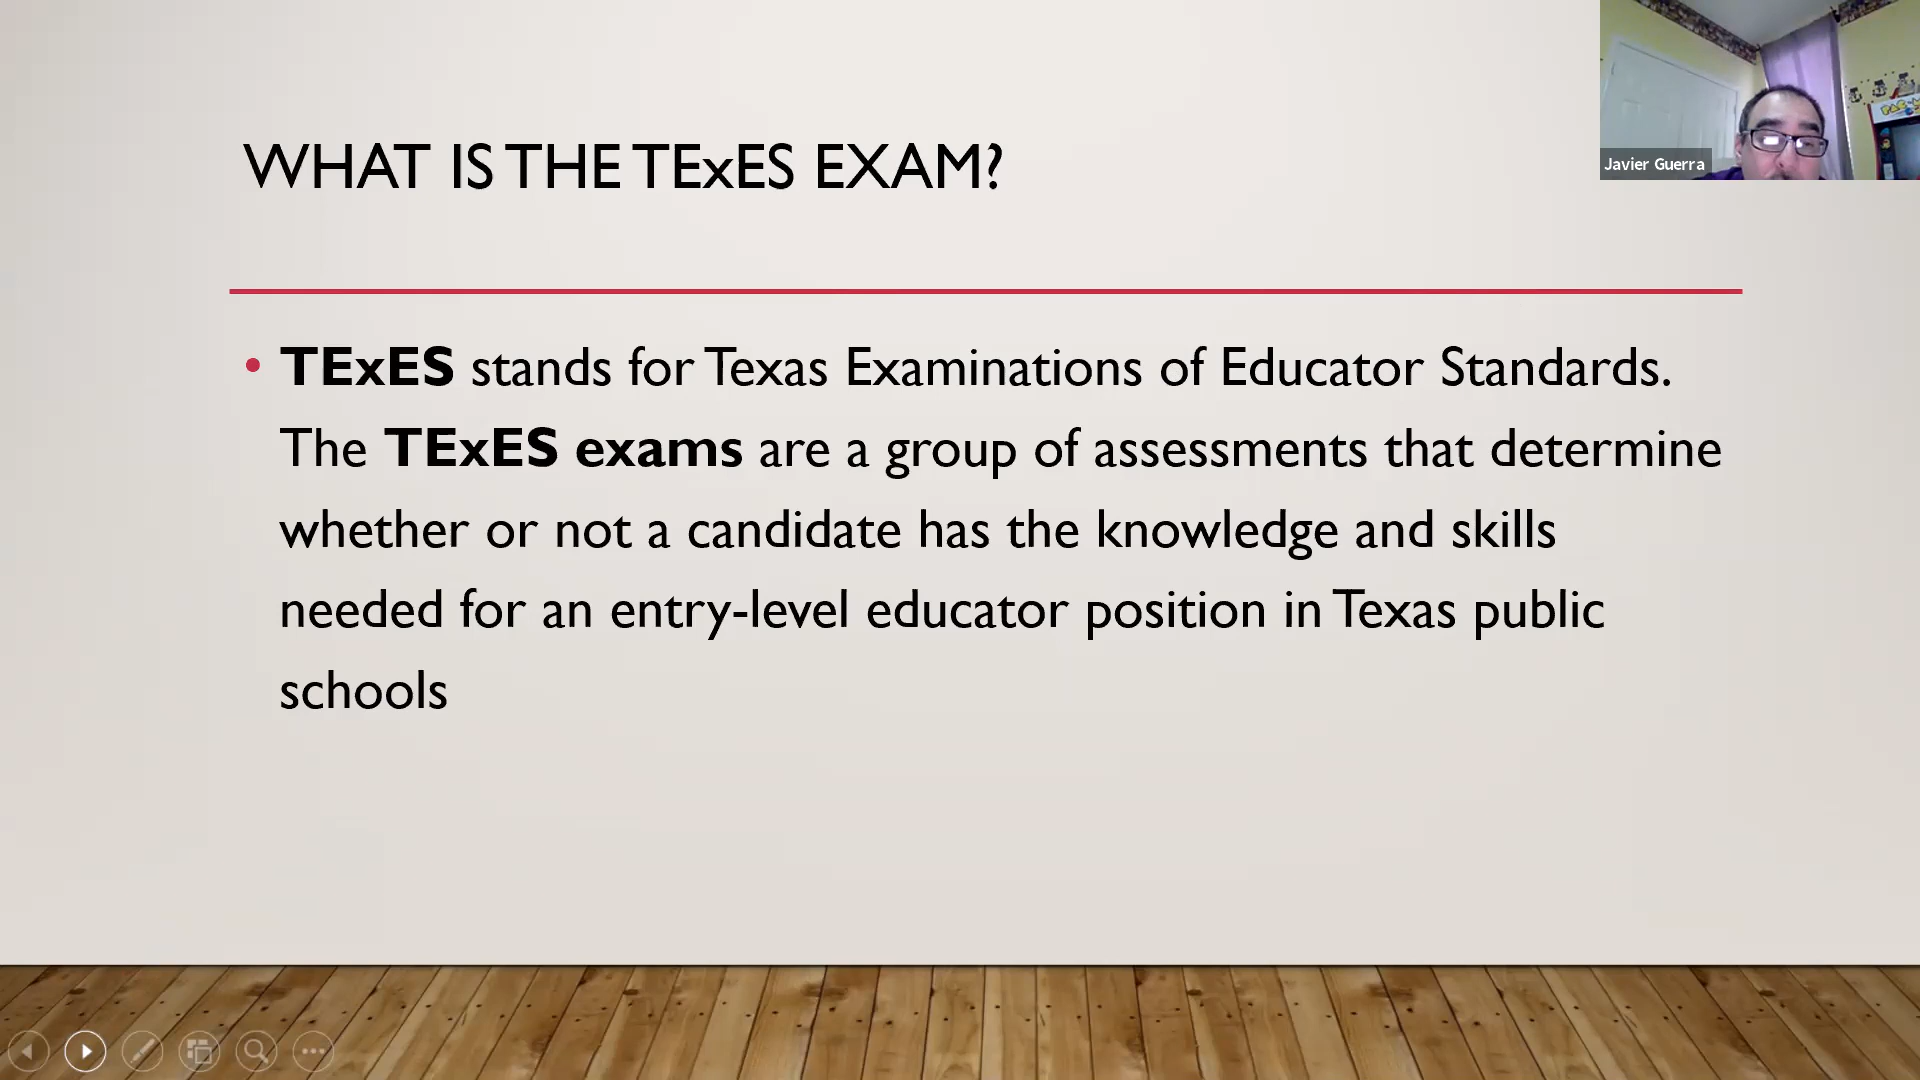 WHAT IS THE TExES EXAM?
Javier Guerra
• TExES stands for Texas Examinations of Educator Standards.
The TExES exams are a group of assessments that determine
whether or not a candidate has the knowledge and skills
needed for an entry-level educator position in Texas public
schools